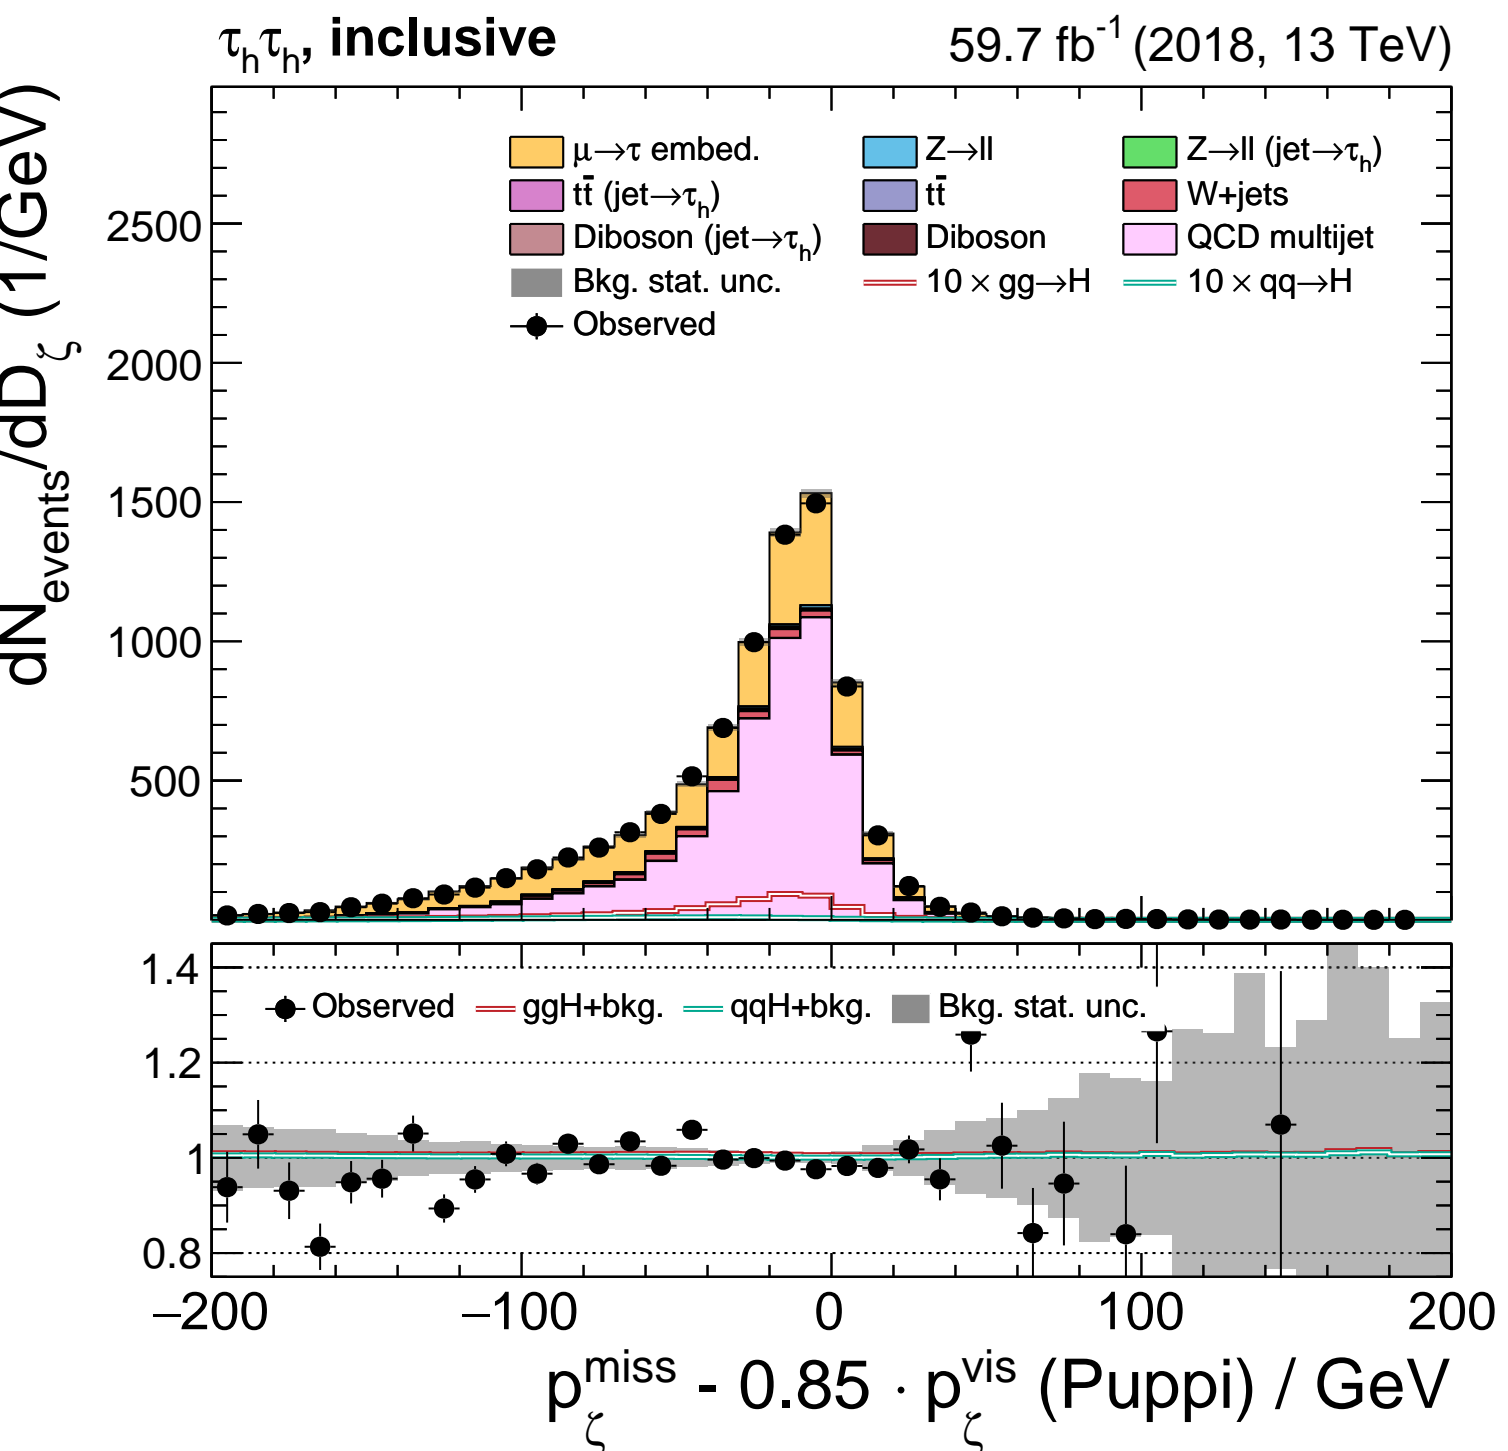 τhτh, inclusive
59.7 fb-1 (2018, 13 TeV)
dNevents/dDζ (1/GeV)
μ→τ embed.
Z→ll
Z→ll (jet→τh)
tt̄ (jet→τh)
tt̄
W+jets
Diboson (jet→τh)
Diboson
QCD multijet
Bkg. stat. unc.
10 × gg→H
10 × qq→H
Observed
2500
2000
1500
1000
500
1.4
Observed
ggH+bkg.
qqH+bkg.
Bkg. stat. unc.
1.2
1
0.8
−200
−100
0
100
200
pζmiss - 0.85 · pζvis (Puppi) / GeV